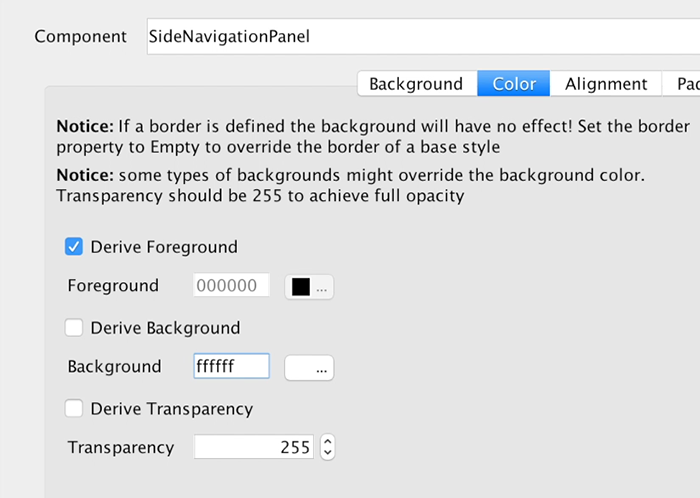 Component SideNavigationPanel
Background Color Alignment
Notice: If a border is defined the background will have no effect! Set the border
property to Empty to override the border of a base style
Notice: some types of backgrounds might override the background color.
Transparency should be 255 to achieve full opacity
Derive Foreground
Foreground 000000 ...
Derive Background
Background ffffff ...
Derive Transparency
Transparency 255